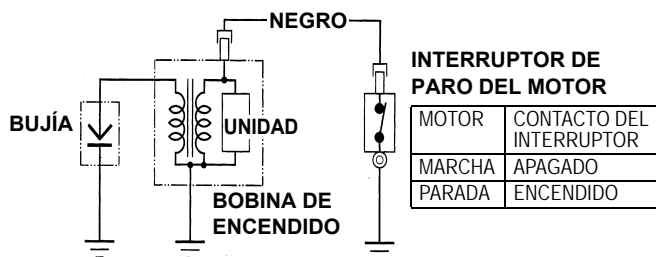 NEGRO
INTERRUPTOR DE
PARO DEL MOTOR
MOTOR CONTACTO DEL
INTERRUPTOR
MARCHA APAGADO
PARADA ENCENDIDO
BUJÍA
UNIDAD
BOBINA DE
ENCENDIDO